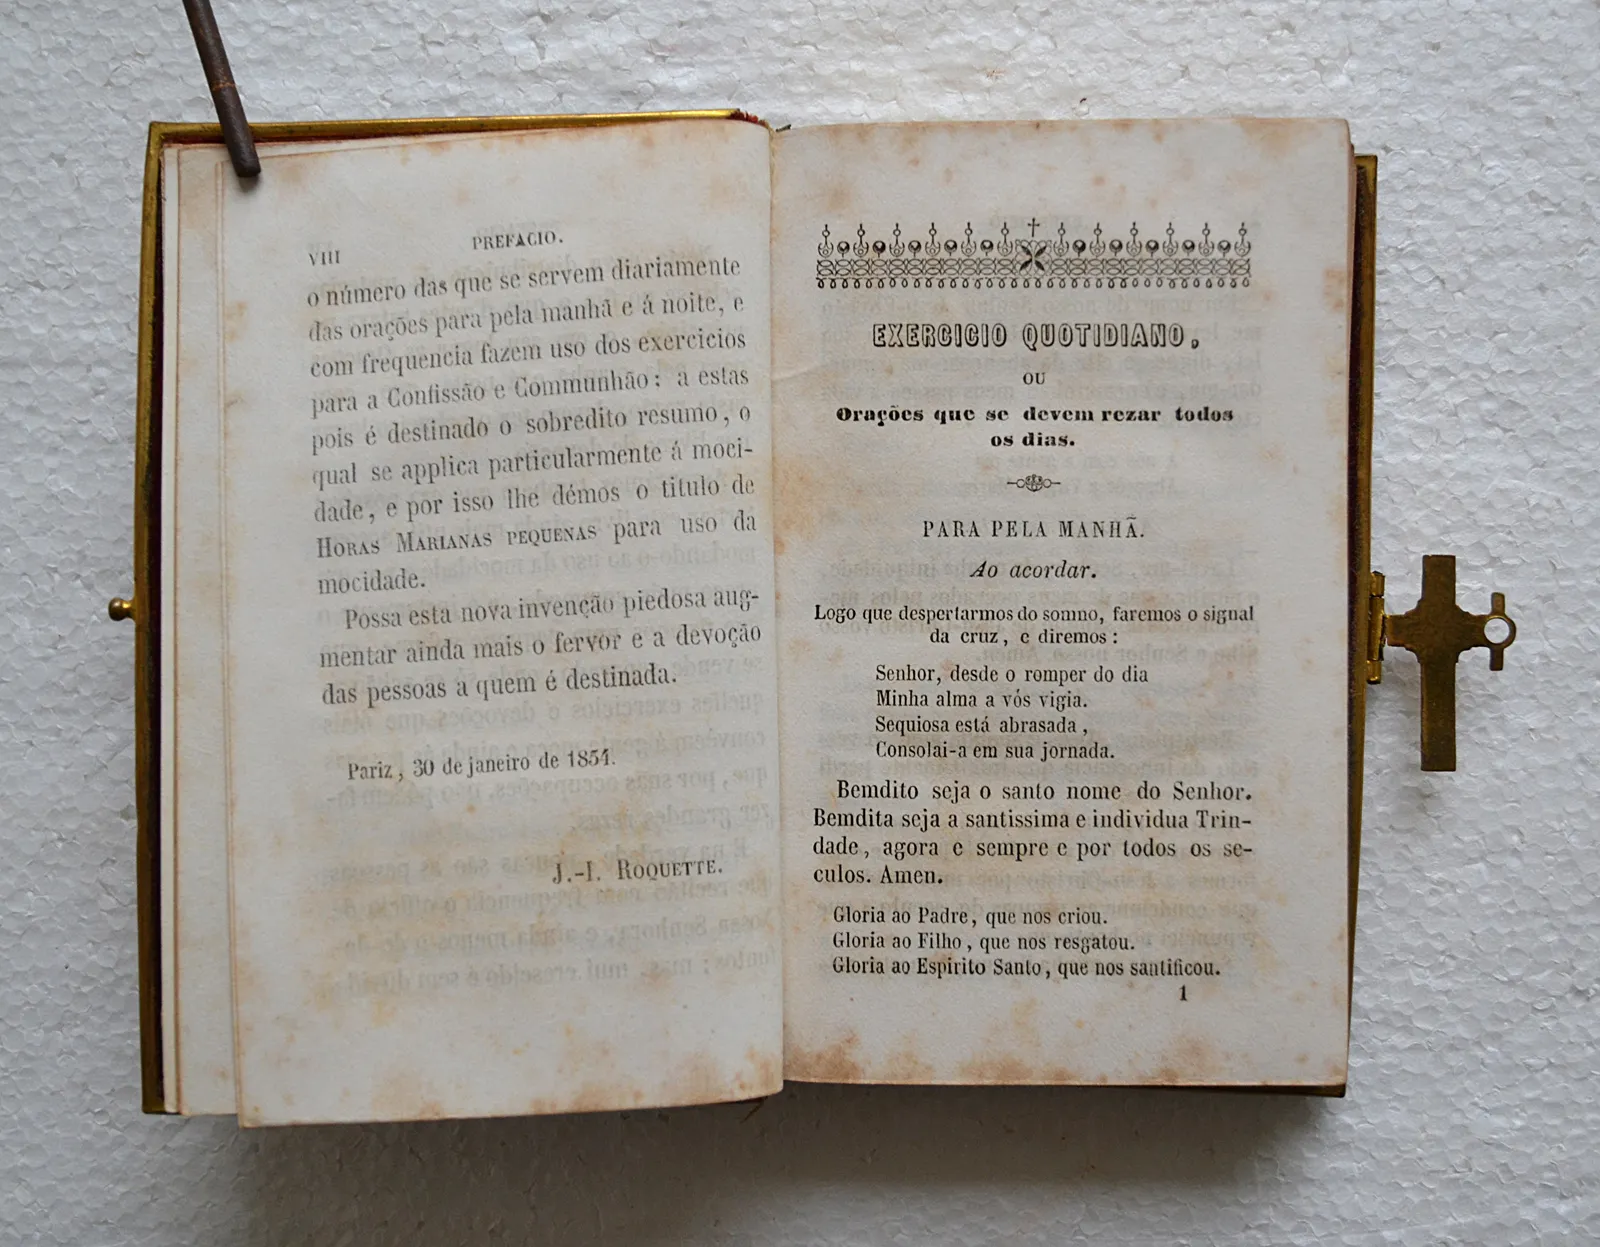 VIII
PREFACIO.
o número das que se servem diariamente
das orações para pela manhã e á noite, e
com frequencia fazem uso dos exercicios
para a Confissão e Communhão: a estas
pois é destinado o sobredito resumo, o
qual se applica particularmente á moci-
dade, e por isso lhe démos o titulo de
HORAS MARIANAS PEQUENAS para uso da
mocidade.
Possa esta nova invenção piedosa aug-
mentar ainda mais o fervor e a devoção
das pessoas a quem é destinada.
Pariz, 30 de janeiro de 1854.
J.-I. ROQUETTE.
EXERCICIO QUOTIDIANO,
OU
Orações que se devem rezar todos
os dias.
PARA PELA MANHÃ.
Ao acordar.
Logo que despertarmos do somno, faremos o signal
da cruz, e diremos:
Senhor, desde o romper do dia
Minha alma a vós vigia.
Sequiosa está abrasada,
Consolai-a em sua jornada.
Bemdito seja o santo nome do Senhor.
Bemdita seja a santissima e individua Trin-
dade, agora e sempre e por todos os se-
culos. Amen.
Gloria ao Padre, que nos criou.
Gloria ao Filho, que nos resgatou.
Gloria ao Espirito Santo, que nos santificou.
1